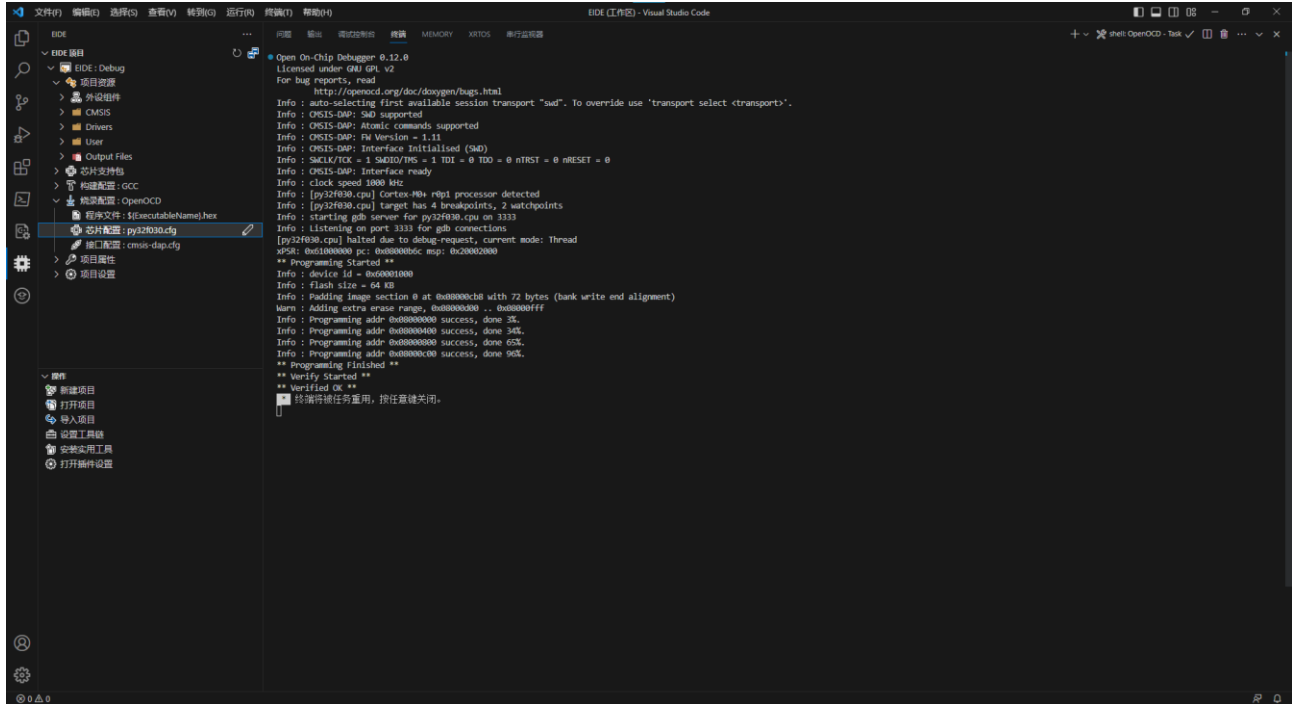 文件(F) 编辑(E) 选择(S) 查看(V) 转到(G) 运行(R) 终端(T) 帮助(H)
EIDE (工作区) - Visual Studio Code
EIDE
EIDE 项目
EIDE : Debug
项目资源
外设组件
CMSIS
Drivers
User
Output Files
芯片支持包
构建配置 : GCC
烧录配置 : OpenOCD
程序文件 : ${ExecutableName}.hex
芯片配置 : py32f030.cfg
接口配置 : cmsis-dap.cfg
项目属性
项目设置
操作
新建项目
打开项目
导入项目
设置工具链
安装实用工具
打开插件设置
问题 输出 调试控制台 终端 MEMORY XRTOS 串行监视器
shell: OpenOCD - Task
Open On-Chip Debugger 0.12.0
Licensed under GNU GPL v2
For bug reports, read
http://openocd.org/doc/doxygen/bugs.html
Info : auto-selecting first available session transport "swd". To override use 'transport select <transport>'.
Info : CMSIS-DAP: SWD supported
Info : CMSIS-DAP: Atomic commands supported
Info : CMSIS-DAP: FW Version = 1.11
Info : CMSIS-DAP: Interface Initialised (SWD)
Info : SWCLK/TCK = 1 SWDIO/TMS = 1 TDI = 0 TDO = 0 nTRST = 0 nRESET = 0
Info : CMSIS-DAP: Interface ready
Info : clock speed 1000 kHz
Info : [py32f030.cpu] Cortex-M0+ r0p1 processor detected
Info : [py32f030.cpu] target has 4 breakpoints, 2 watchpoints
Info : starting gdb server for py32f030.cpu on 3333
Info : Listening on port 3333 for gdb connections
[py32f030.cpu] halted due to debug-request, current mode: Thread
xPSR: 0x61000000 pc: 0x08000b6c msp: 0x20002000
** Programming Started **
Info : device id = 0x60001000
Info : flash size = 64 KB
Info : Padding image section 0 at 0x08000cb8 with 72 bytes (bank write end alignment)
Warn : Adding extra erase range, 0x08000d00 .. 0x08000fff
Info : Programming addr 0x08000000 success, done 3%.
Info : Programming addr 0x08000400 success, done 34%.
Info : Programming addr 0x08000800 success, done 65%.
Info : Programming addr 0x08000c00 success, done 96%.
** Programming Finished **
** Verify Started **
** Verified OK **
* 终端将被任务重用，按任意键关闭。
0 0